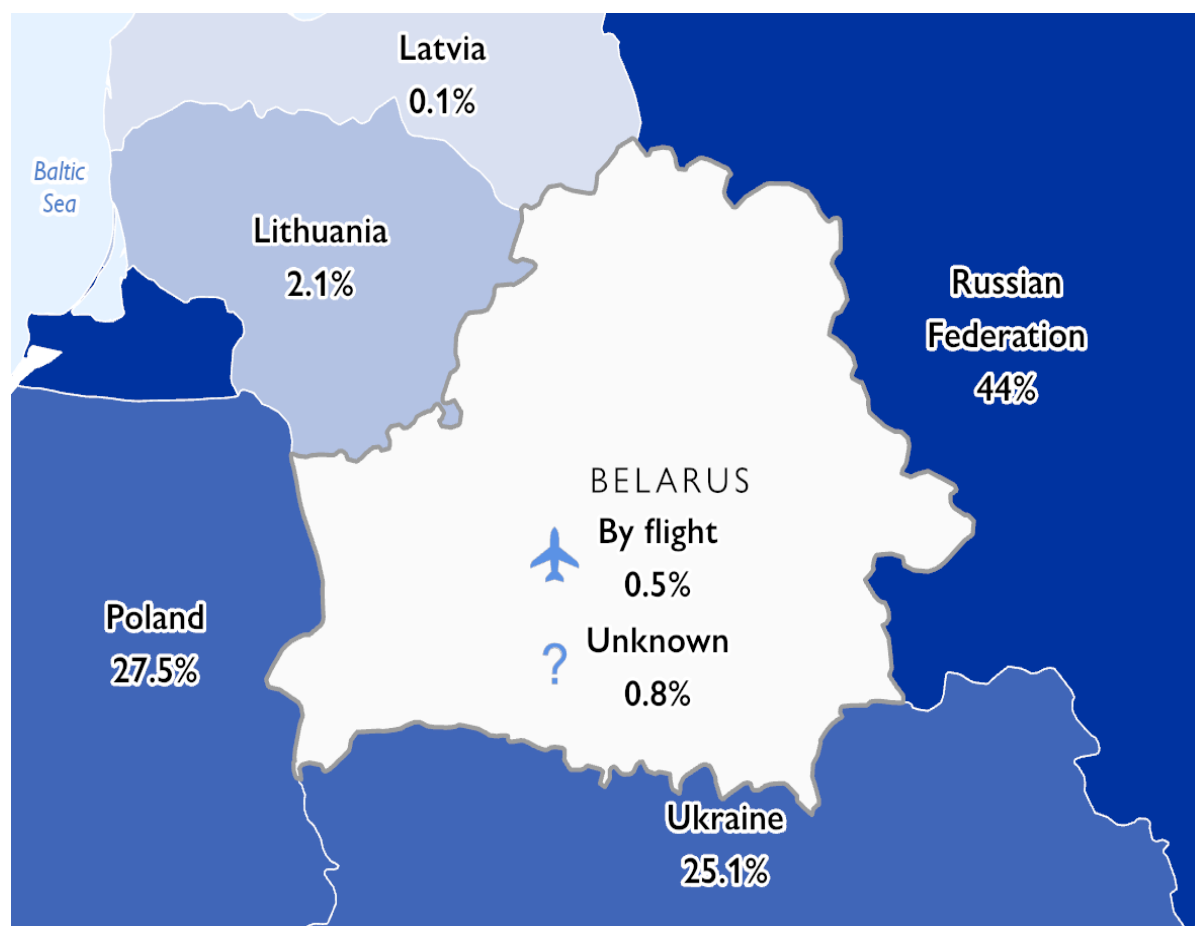 Latvia
0.1%
Baltic
Sea
Lithuania
2.1%
Russian
Federation
44%
BELARUS
By flight
0.5%
?
Unknown
0.8%
Poland
27.5%
Ukraine
25.1%